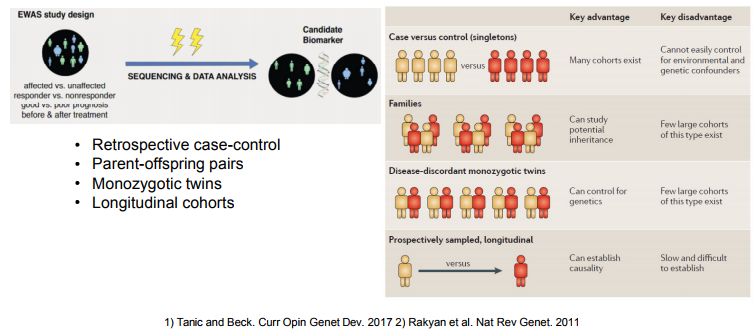 EWAS study design
affected vs. unaffected
responder vs. nonresponder
good vs. poor prognosis
before & after treatment
SEQUENCING & DATA ANALYSIS
Candidate
Biomarker
• Retrospective case-control
• Parent-offspring pairs
• Monozygotic twins
• Longitudinal cohorts
Key advantage
Key disadvantage
Case versus control (singletons)
versus
Many cohorts exist
Cannot easily control
for environmental and
genetic confounders
Families
Can study
potential
inheritance
Few large cohorts
of this type exist
Disease-discordant monozygotic twins
Can control for
genetics
Few large cohorts
of this type exist
Prospectively sampled, longitudinal
versus
Can establish
causality
Slow and difficult
to establish
1) Tanic and Beck. Curr Opin Genet Dev. 2017 2) Rakyan et al. Nat Rev Genet. 2011